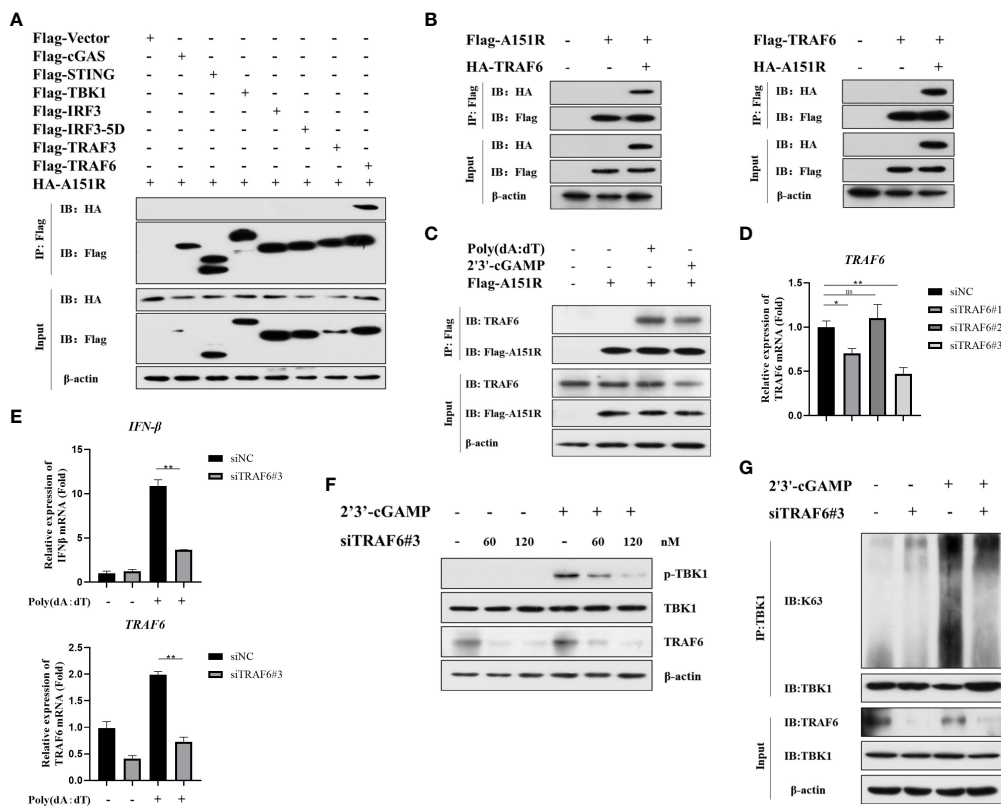 A
Flag-Vector + - - - - - - -
Flag-cGAS - + - - - - - -
Flag-STING - - + - - - - -
Flag-TBK1 - - - + - - - -
Flag-IRF3 - - - - + - - -
Flag-IRF3-5D - - - - - + - -
Flag-TRAF3 - - - - - - + -
Flag-TRAF6 - - - - - - - +
HA-A151R + + + + + + + +
IP: Flag
IB: HA
IB: Flag
Input
IB: HA
IB: Flag
β-actin
B
Flag-A151R - + +
HA-TRAF6 - - +
IP: Flag
IB: HA
IB: Flag
Input
IB: HA
IB: Flag
β-actin
Flag-TRAF6 - + +
HA-A151R - - +
IP: Flag
IB: HA
IB: Flag
Input
IB: HA
IB: Flag
β-actin
C
Poly(dA:dT) - - + -
2'3'-cGAMP - - - +
Flag-A151R - + + +
IP: Flag
IB: TRAF6
IB: Flag-A151R
Input
IB: TRAF6
IB: Flag-A151R
β-actin
D
TRAF6
Relative expression of
TRAF6 mRNA (Fold)
1.5
1.0
0.5
0.0
**
ns
*
siNC
siTRAF6#1
siTRAF6#2
siTRAF6#3
E
IFN-β
Relative expression of
IFNβ mRNA (Fold)
15
10
5
0
**
siNC
siTRAF6#3
Poly(dA:dT) - - + +
TRAF6
Relative expression of
TRAF6 mRNA (Fold)
2.5
2.0
1.5
1.0
0.5
0.0
**
siNC
siTRAF6#3
Poly(dA:dT) - - + +
F
2'3'-cGAMP - - - + + +
siTRAF6#3 - 60 120 - 60 120 nM
p-TBK1
TBK1
TRAF6
β-actin
G
2'3'-cGAMP - - + +
siTRAF6#3 - + - +
IP:TBK1
IB:K63
IB:TBK1
Input
IB:TRAF6
IB:TBK1
β-actin